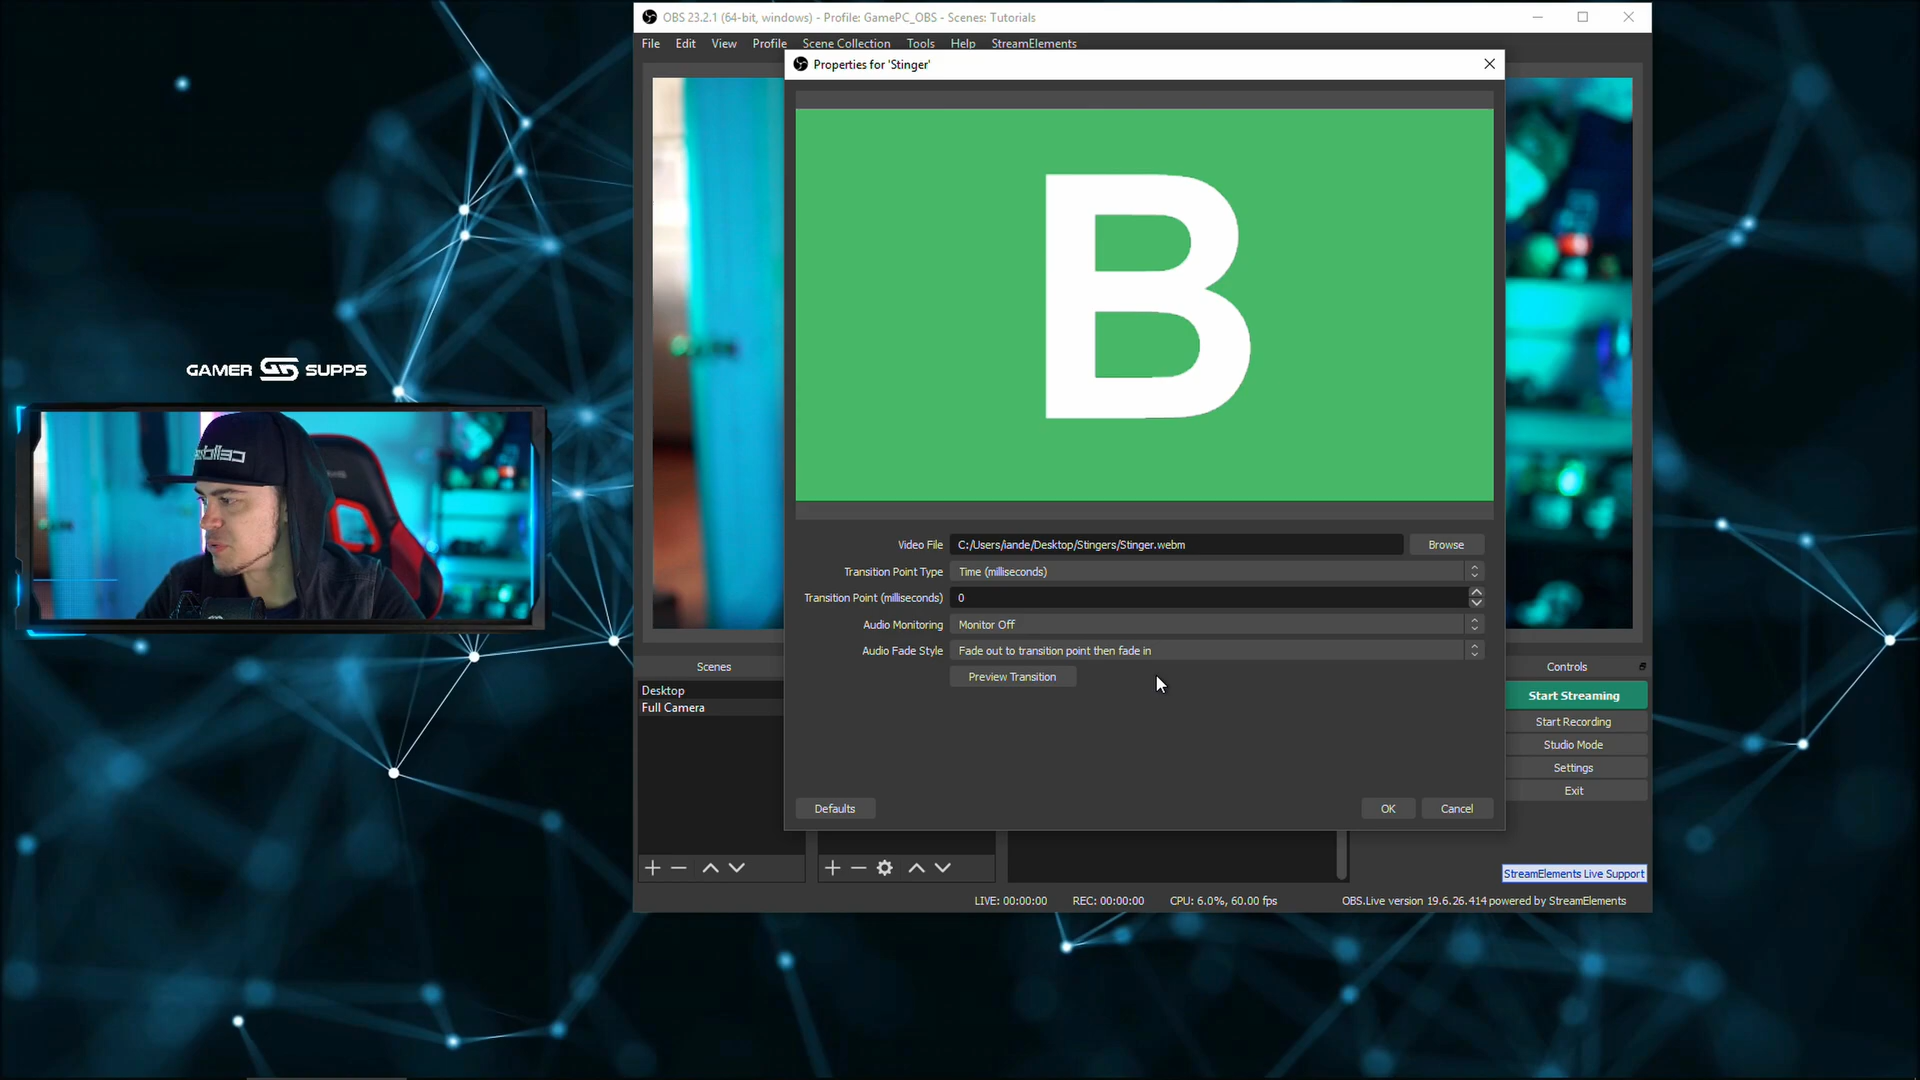 OBS 23.2.1 (64-bit, windows) - Profile: GamePC_OBS - Scenes: Tutorials
File Edit View Profile Scene Collection Tools Help StreamElements
Properties for 'Stinger'
B
GAMER SUPPS
Video File C:/Users/iande/Desktop/Stingers/Stinger.webm Browse
Transition Point Type Time (milliseconds)
Transition Point (milliseconds) 0
Audio Monitoring Monitor Off
Audio Fade Style Fade out to transition point then fade in
Preview Transition
Defaults OK Cancel
Scenes
Desktop
Full Camera
Controls
Start Streaming
Start Recording
Studio Mode
Settings
Exit
StreamElements Live Support
LIVE: 00:00:00 REC: 00:00:00 CPU: 6.0%, 60.00 fps OBS.Live version 19.6.26.414 powered by StreamElements